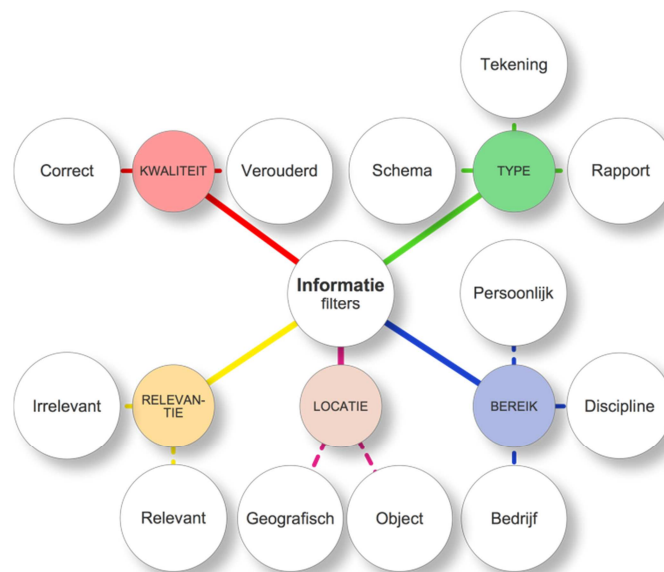 Tekening
Correct
KWALITEIT
Verouderd
Schema
TYPE
Rapport
Informatie
filters
Persoonlijk
Irrelevant
RELEVAN-
TIE
LOCATIE
BEREIK
Discipline
Relevant
Geografisch
Object
Bedrijf